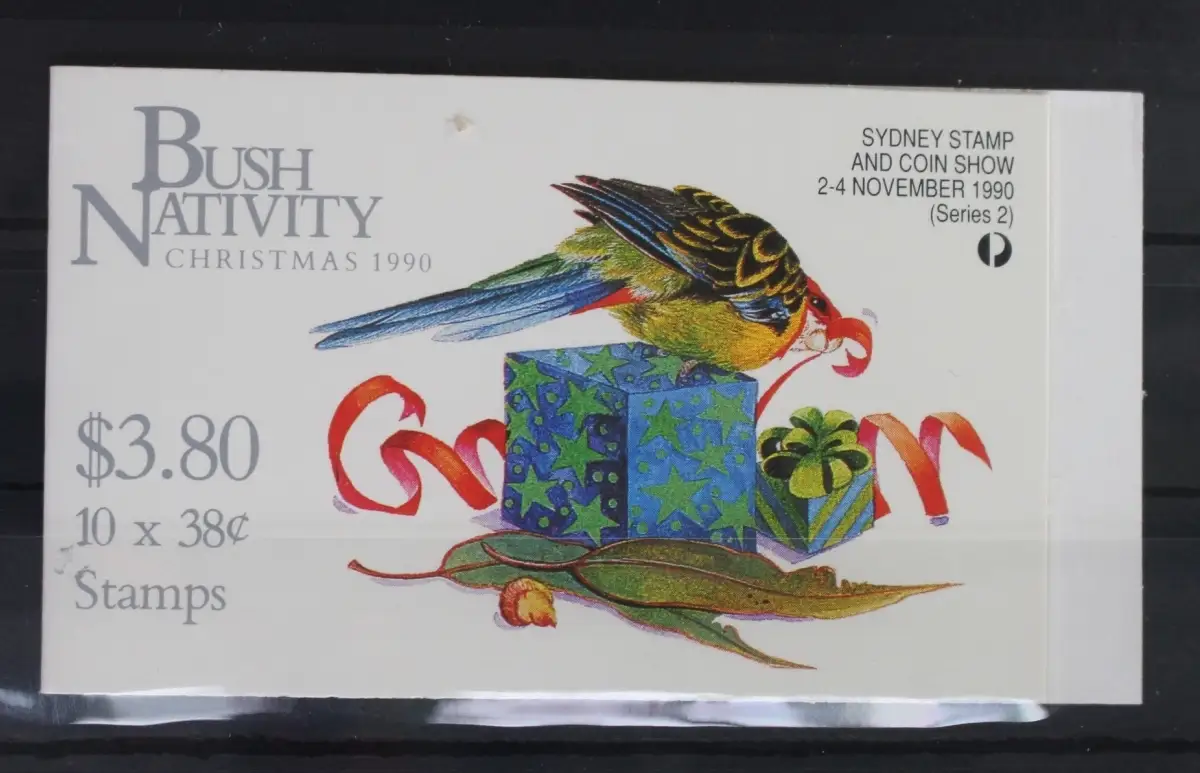 BUSH
NATIVITY
CHRISTMAS 1990
$3.80
10 x 38¢
Stamps
SYDNEY STAMP
AND COIN SHOW
2-4 NOVEMBER 1990
(Series 2)